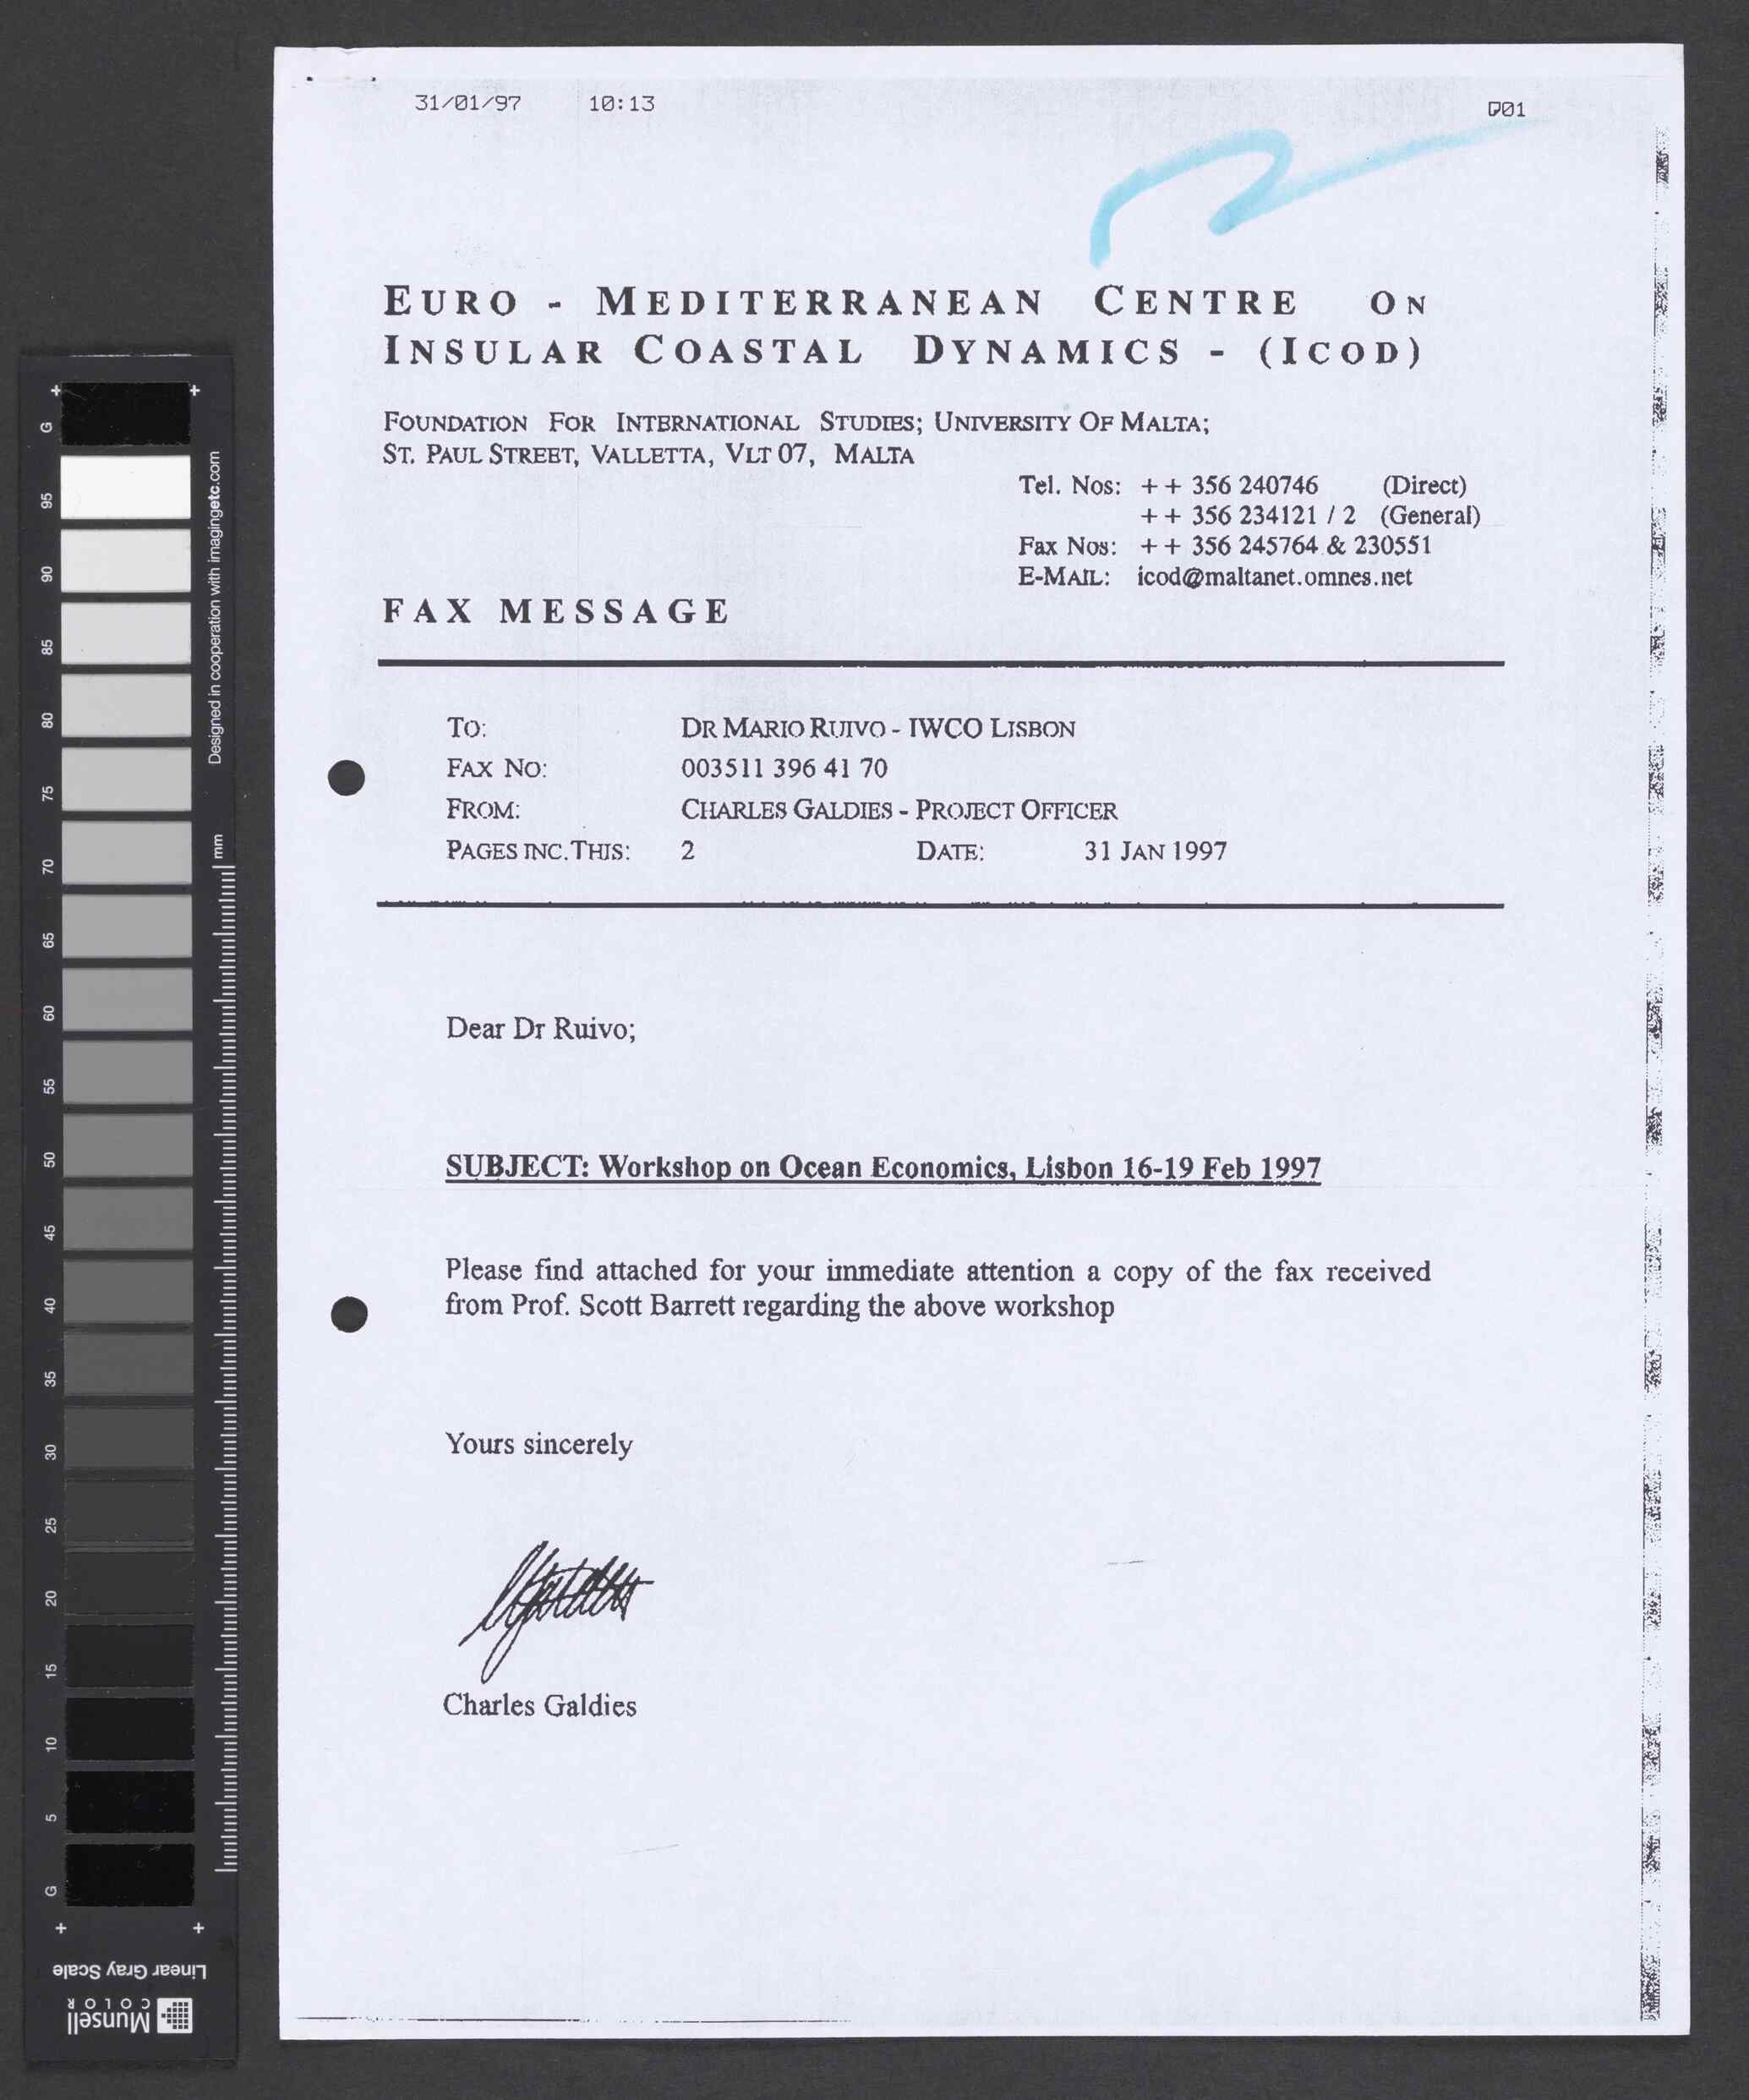 31/01/97 10:13 P01
EURO - MEDITERRANEAN CENTRE ON
INSULAR COASTAL DYNAMICS - (ICOD)
FOUNDATION FOR INTERNATIONAL STUDIES; UNIVERSITY OF MALTA;
ST. PAUL STREET, VALLETTA, VLT 07, MALTA
Tel. Nos: ++ 356 240746 (Direct)
++ 356 234121 / 2 (General)
Fax Nos: ++ 356 245764 & 230551
E-MAIL: icod@maltanet.omnes.net
FAX MESSAGE
TO: DR MARIO RUIVO - IWCO LISBON
FAX NO: 003511 396 41 70
FROM: CHARLES GALDIES - PROJECT OFFICER
PAGES INC.THIS: 2 DATE: 31 JAN 1997
Dear Dr Ruivo;
SUBJECT: Workshop on Ocean Economics, Lisbon 16-19 Feb 1997
Please find attached for your immediate attention a copy of the fax received
from Prof. Scott Barrett regarding the above workshop
Yours sincerely
Charles Galdies
G
95
90
85
80
75
70
65
60
55
50
45
40
35
30
25
20
15
10
5
G
Designed in cooperation with imagingetc.com
mm
Linear Gray Scale
Munsell
COLOR